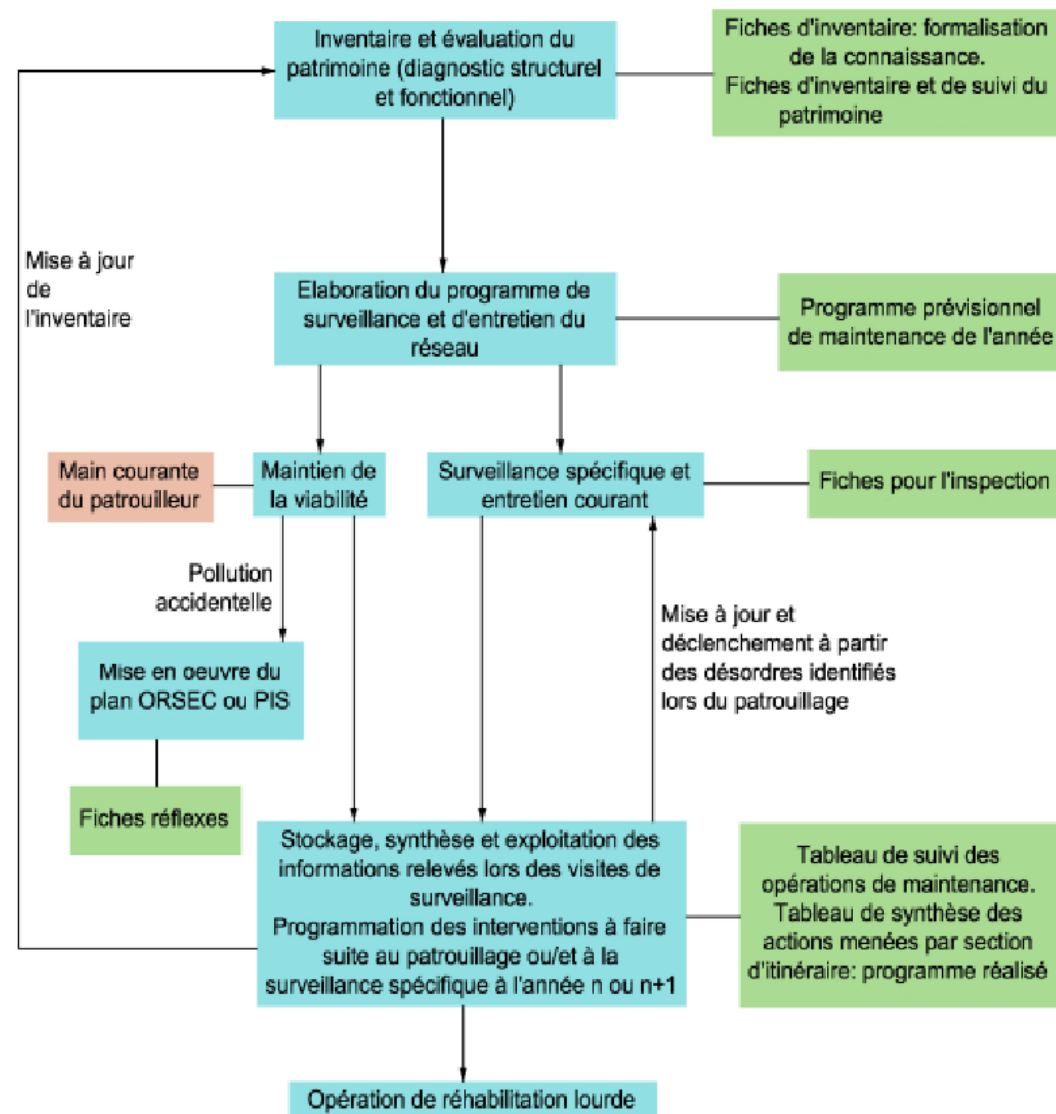 Inventaire et évaluation du
patrimoine (diagnostic structurel
et fonctionnel)
Fiches d'inventaire: formalisation
de la connaissance.
Fiches d'inventaire et de suivi du
patrimoine
Mise à jour
de
l'inventaire
Elaboration du programme de
surveillance et d'entretien du
réseau
Programme prévisionnel
de maintenance de l'année
Main courante
du patrouilleur
Maintien de
la viabilité
Surveillance spécifique et
entretien courant
Fiches pour l'inspection
Pollution
accidentelle
Mise à jour et
déclenchement à partir
des désordres identifiés
lors du patrouillage
Mise en oeuvre du
plan ORSEC ou PIS
Fiches réflexes
Stockage, synthèse et exploitation des
informations relevés lors des visites de
surveillance.
Programmation des interventions à faire
suite au patrouillage ou/et à la
surveillance spécifique à l'année n ou n+1
Tableau de suivi des
opérations de maintenance.
Tableau de synthèse des
actions menées par section
d'itinéraire: programme réalisé
Opération de réhabilitation lourde